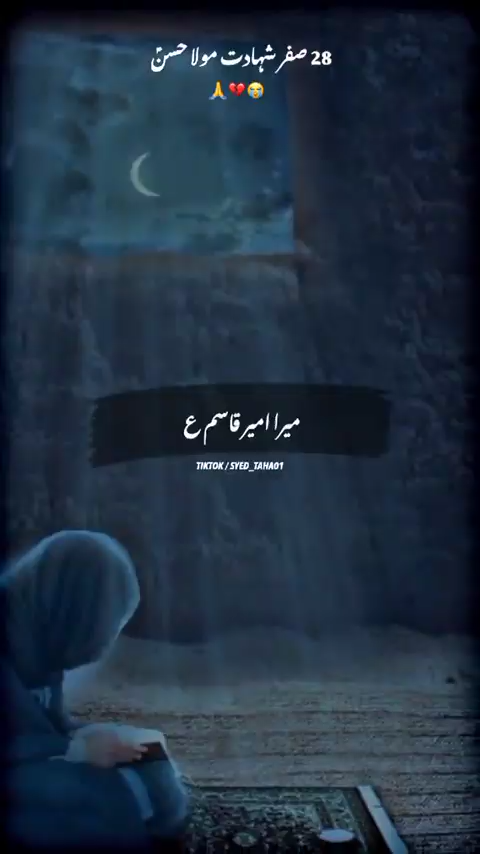 28 صفر شہادت مولا حسنؑ
🙏💔😭
میرا امیر قاسم ع
TIKTOK / SYED_TAHA01